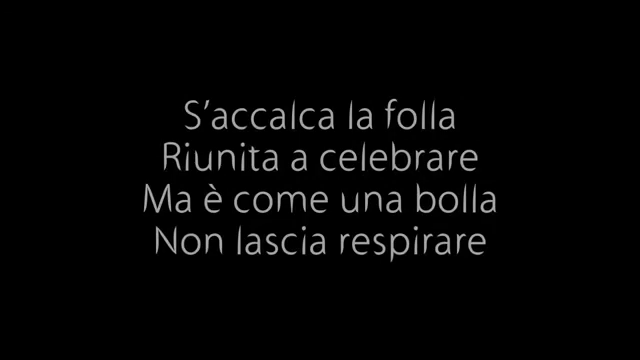 S’accalca la folla
Riunita a celebrare
Ma è come una bolla
Non lascia respirare